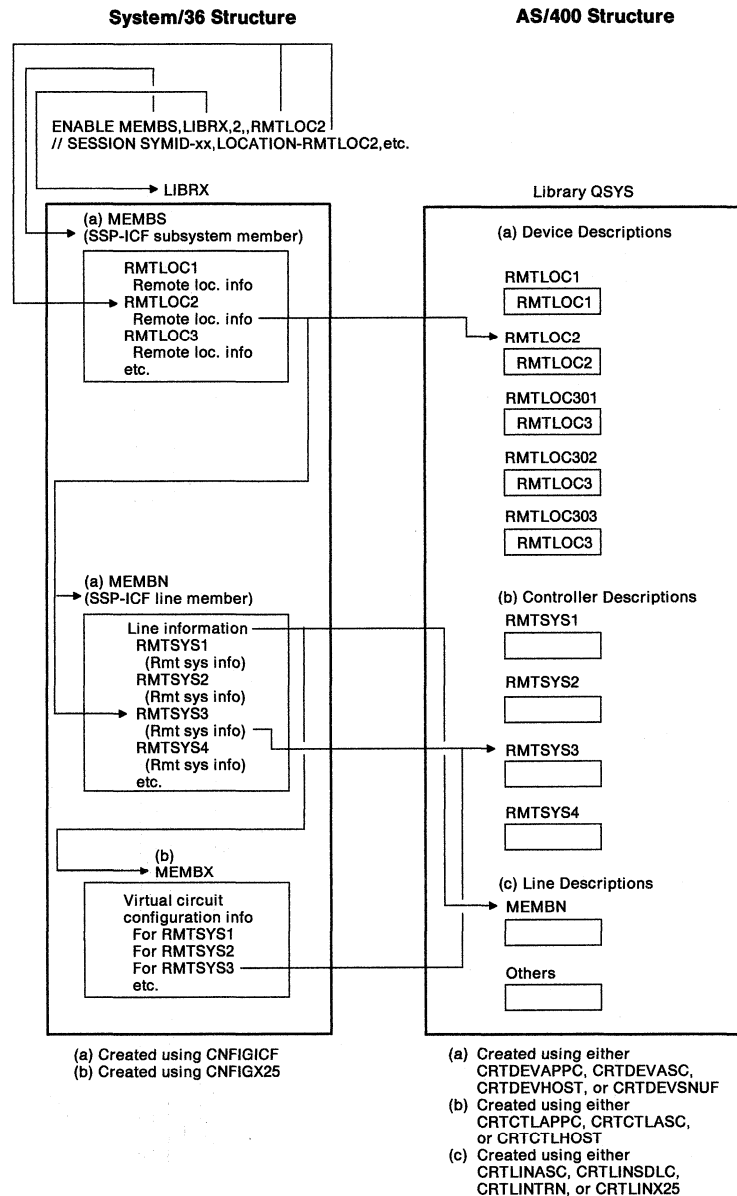 System/36 Structure
ENABLE MEMBS,LIBRX,2,,RMTLOC2
// SESSION SYMID-xx,LOCATION-RMTLOC2,etc.
LIBRX
(a) MEMBS
(SSP-ICF subsystem member)
RMTLOC1
Remote loc. info
RMTLOC2
Remote loc. info
RMTLOC3
Remote loc. info
etc.
(a) MEMBN
(SSP-ICF line member)
Line information
RMTSYS1
(Rmt sys info)
RMTSYS2
(Rmt sys info)
RMTSYS3
(Rmt sys info)
RMTSYS4
(Rmt sys info)
etc.
(b)
MEMBX
Virtual circuit
configuration info
For RMTSYS1
For RMTSYS2
For RMTSYS3
etc.
(a) Created using CNFIGICF
(b) Created using CNFIGX25
AS/400 Structure
Library QSYS
(a) Device Descriptions
RMTLOC1
RMTLOC1
RMTLOC2
RMTLOC2
RMTLOC301
RMTLOC3
RMTLOC302
RMTLOC3
RMTLOC303
RMTLOC3
(b) Controller Descriptions
RMTSYS1
RMTSYS2
RMTSYS3
RMTSYS4
(c) Line Descriptions
MEMBN
Others
(a) Created using either
CRTDEVAPPC, CRTDEVASC,
CRTDEVHOST, or CRTDEVSNUF
(b) Created using either
CRTCTLAPPC, CRTCTLASC,
or CRTCTLHOST
(c) Created using either
CRTLINASC, CRTLINSDLC,
CRTLINTRN, or CRTLINX25